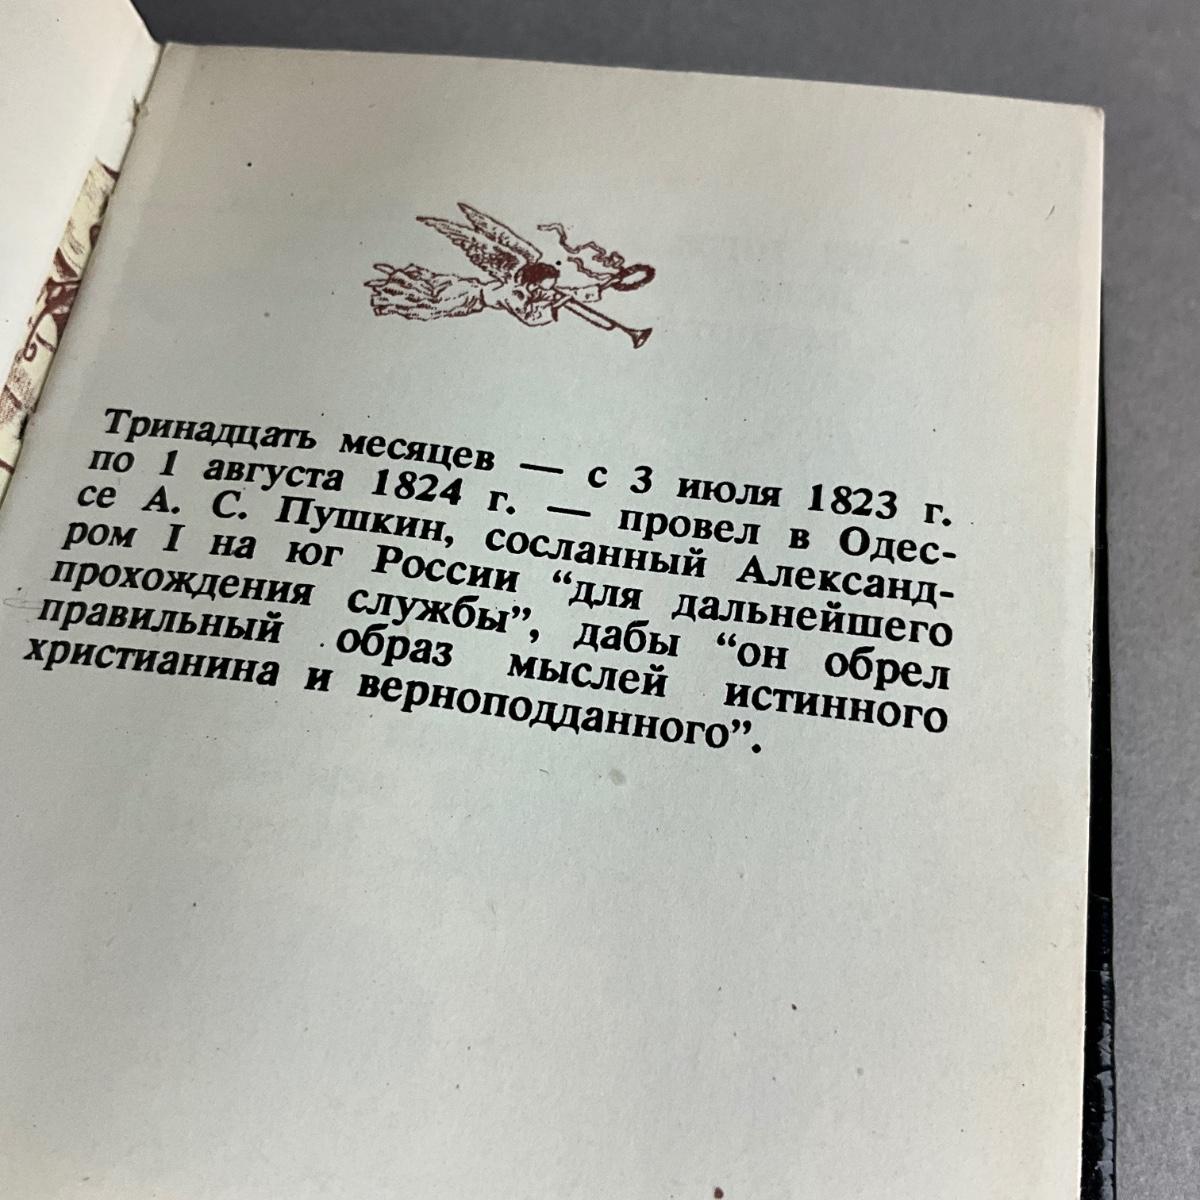 Тринадцать месяцев — с 3 июля 1823 г.
по 1 августа 1824 г. — провел в Одес-
се А. С. Пушкин, сосланный Александ-
ром I на юг России “для дальнейшего
прохождения службы”, дабы “он обрел
правильный образ мыслей истинного
христианина и верноподданного”.